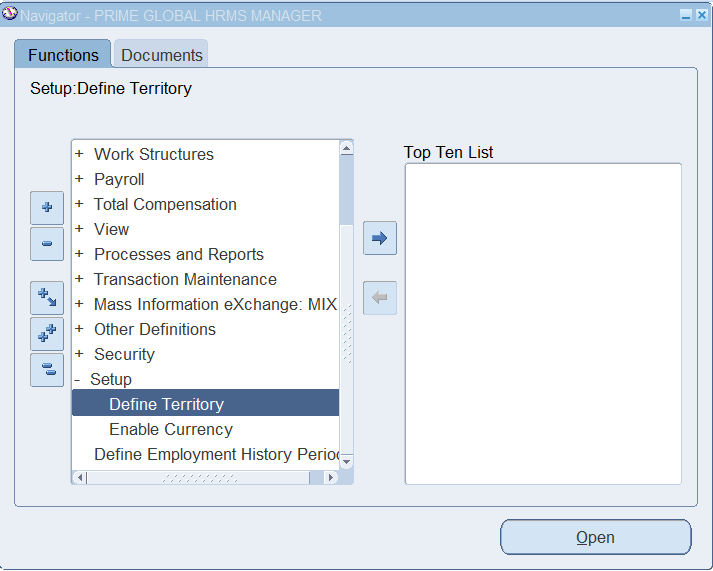 Navigator - PRIME GLOBAL HRMS MANAGER
Functions
Documents
Setup:Define Territory
+ Work Structures
+ Payroll
+ Total Compensation
+ View
+ Processes and Reports
+ Transaction Maintenance
+ Mass Information eXchange: MIX
+ Other Definitions
+ Security
- Setup
Define Territory
Enable Currency
Define Employment History Perio
Top Ten List
Open